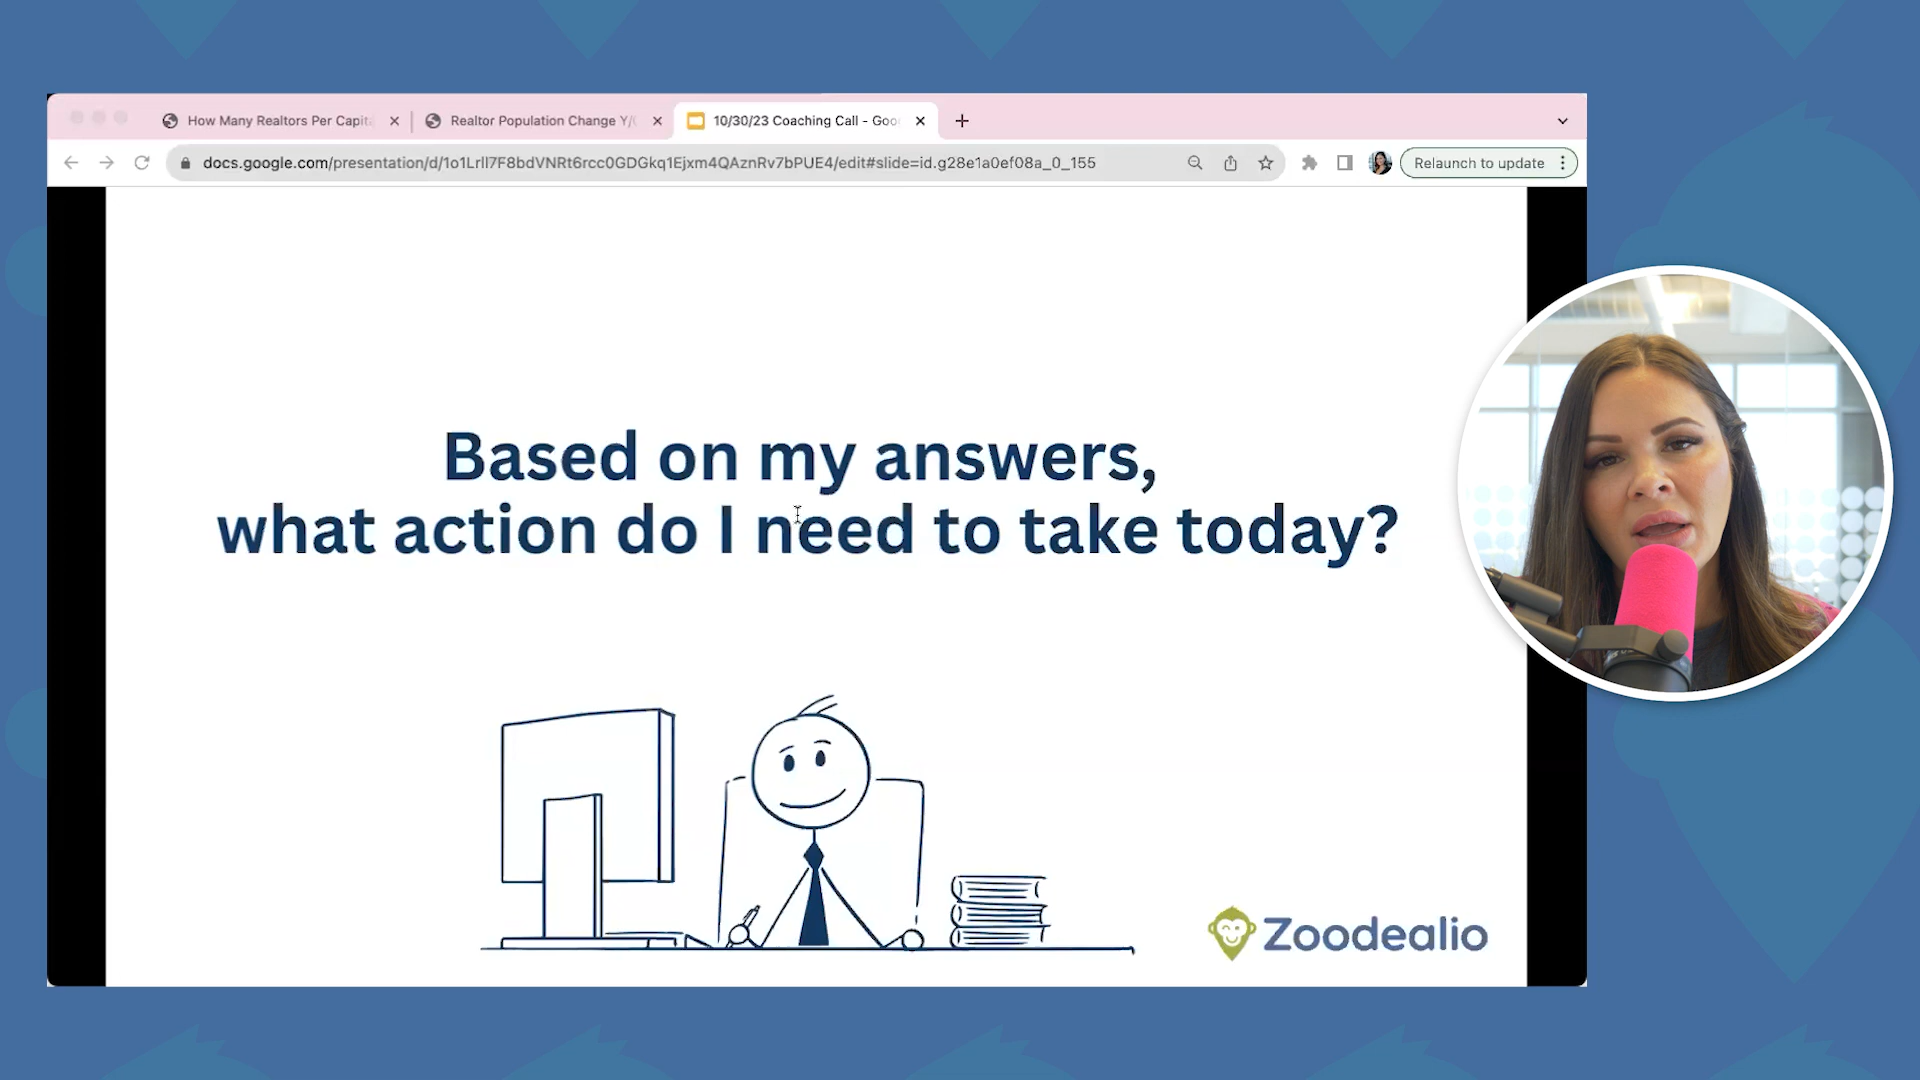 How Many Realtors Per Capit
Realtor Population Change Y/
10/30/23 Coaching Call - Goo
docs.google.com/presentation/d/1o1Lrll7F8bdVNRt6rcc0GDGkq1Ejxm4QAznRv7bPUE4/edit#slide=id.g28e1a0ef08a_0_155
Relaunch to update
Based on my answers,
what action do I need to take today?
Zoodealio